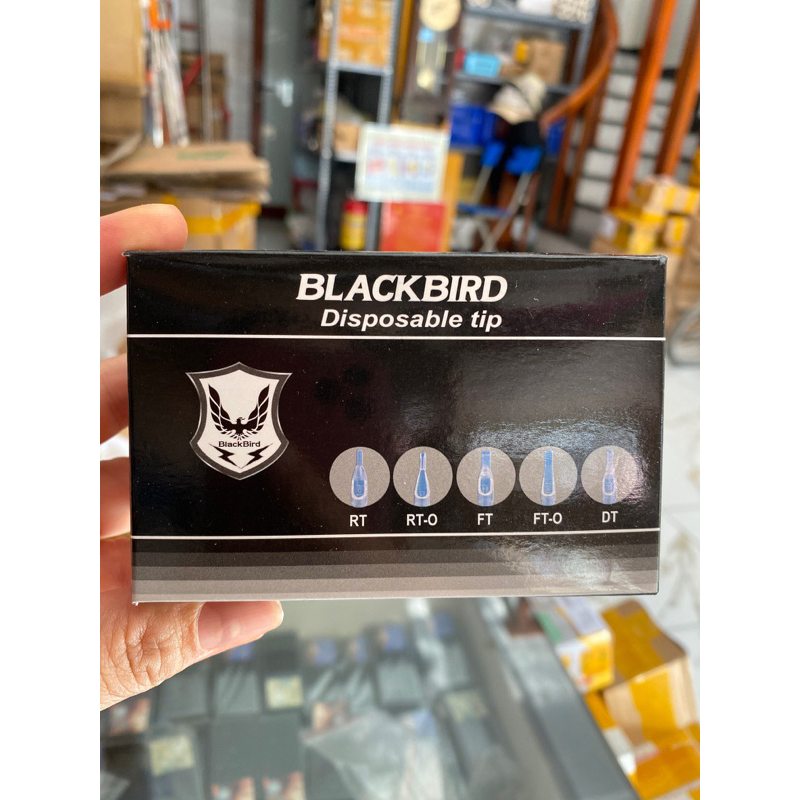 BLACKBIRD
Disposable tip
BlackBird
RT RT-O FT FT-O DT